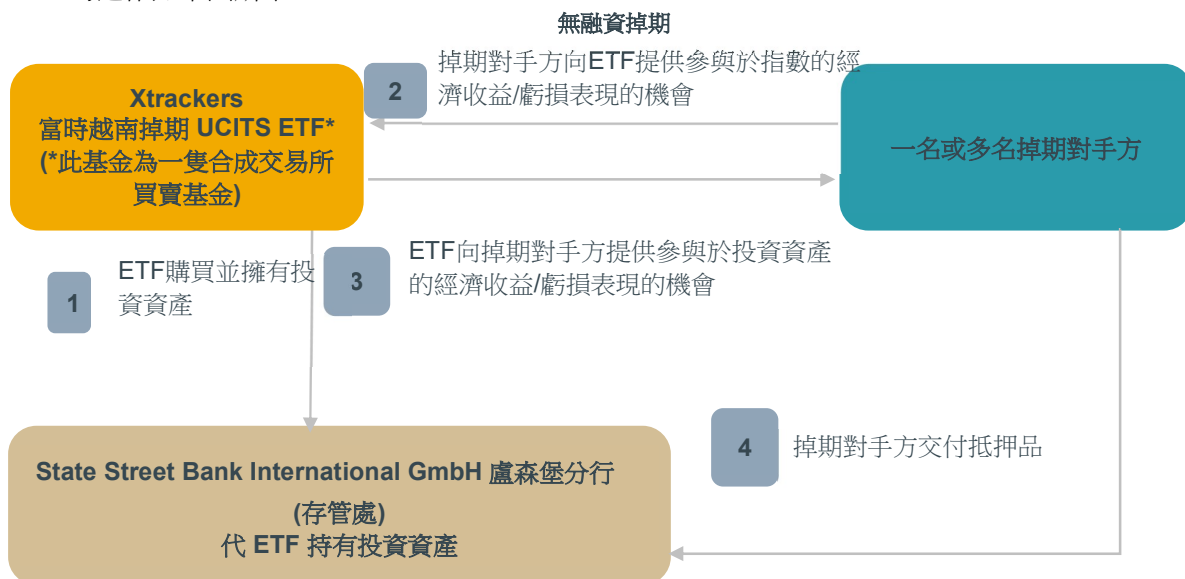 無融資掉期
2
掉期對手方向ETF提供參與於指數的經
濟收益/虧損表現的機會
Xtrackers
富時越南掉期 UCITS ETF*
(*此基金為一隻合成交易所
買賣基金)
一名或多名掉期對手方
1
ETF購買並擁有投
資資產
3
ETF向掉期對手方提供參與於投資資產
的經濟收益/虧損表現的機會
4
掉期對手方交付抵押品
State Street Bank International GmbH 盧森堡分行
(存管處)
代 ETF 持有投資資產